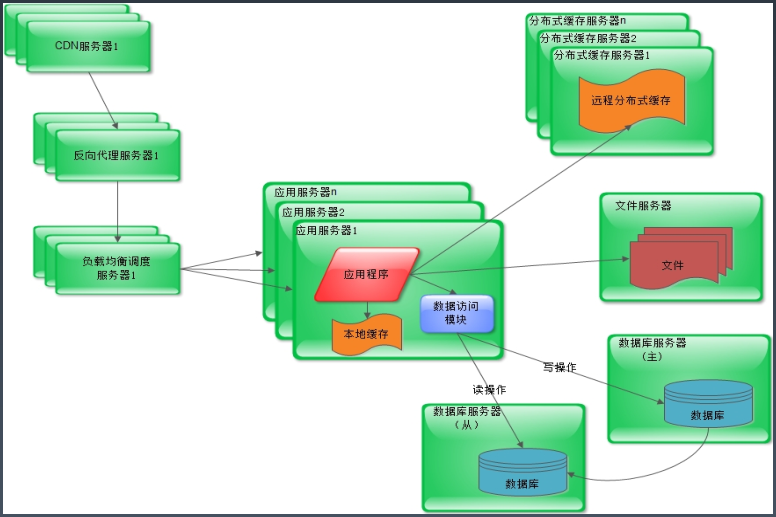 CDN服务器1
反向代理服务器1
负载均衡调度
服务器1
应用服务器n
应用服务器2
应用服务器1
应用程序
本地缓存
数据访问
模块
分布式缓存服务器n
分布式缓存服务器2
分布式缓存服务器1
远程分布式缓存
文件服务器
文件
数据库服务器
（主）
数据库
写操作
读操作
数据库服务器
（从）
数据库